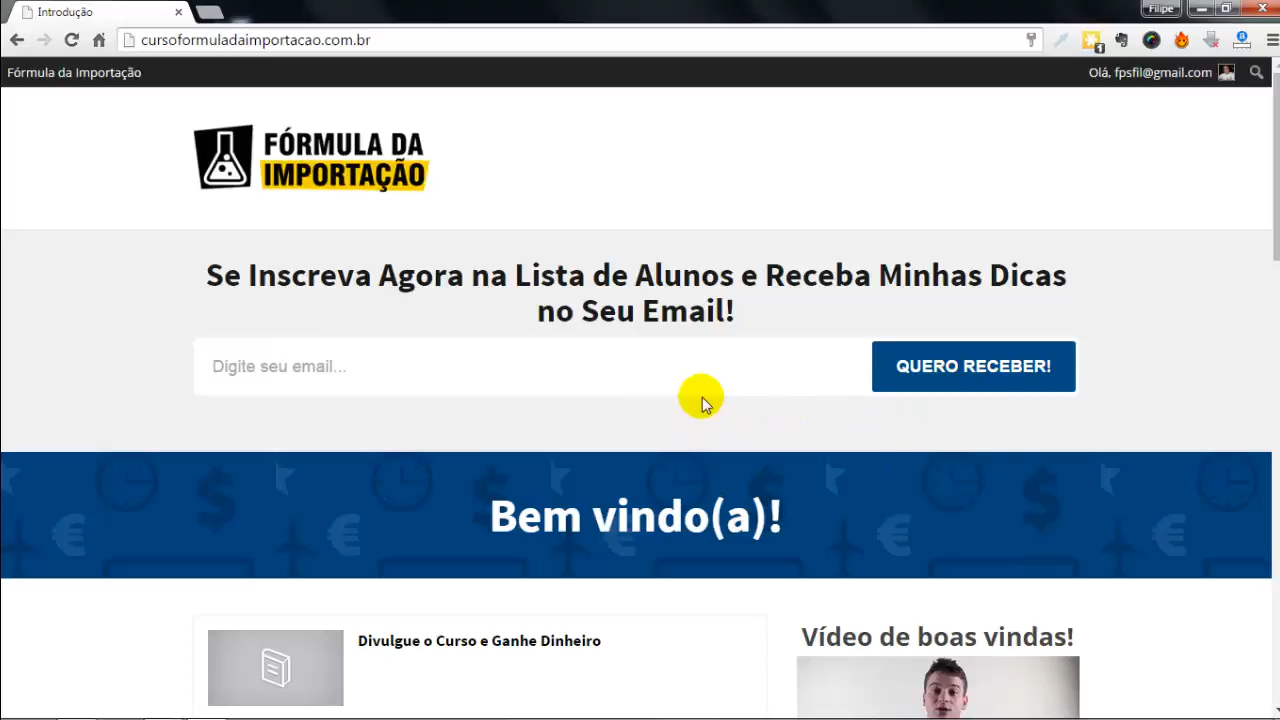 Introdução
Filipe
cursoformuladaimportacao.com.br
1
Fórmula da Importação
Olá, fpsfil@gmail.com
FÓRMULA DA
IMPORTAÇÃO
Se Inscreva Agora na Lista de Alunos e Receba Minhas Dicas
no Seu Email!
Digite seu email...
QUERO RECEBER!
Bem vindo(a)!
Divulgue o Curso e Ganhe Dinheiro
Vídeo de boas vindas!